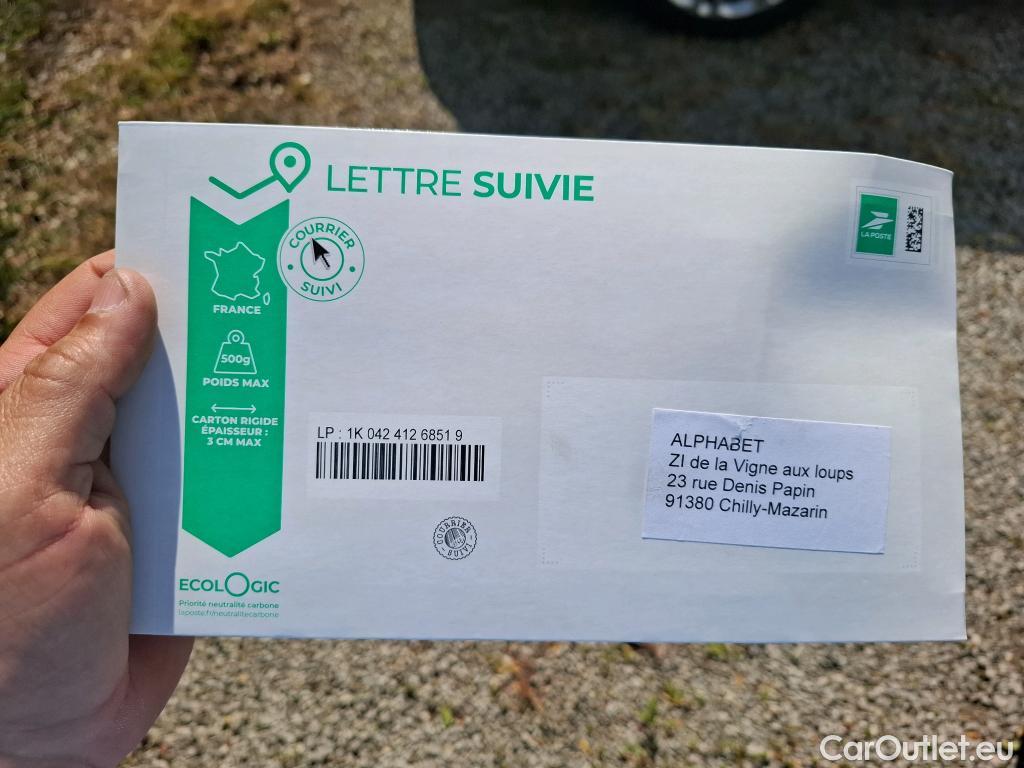 LETTRE SUIVIE
COURRIER
SUIVI
LA POSTE
FRANCE
500g
POIDS MAX
CARTON RIGIDE
ÉPAISSEUR :
3 CM MAX
LP : 1K 042 412 6851 9
ALPHABET
ZI de la Vigne aux loups
23 rue Denis Papin
91380 Chilly-Mazarin
COURRIER
SUIVI
ECOLOGIC
Priorité neutralité carbone
laposte.fr/neutralitecarbone
CarOutlet.eu